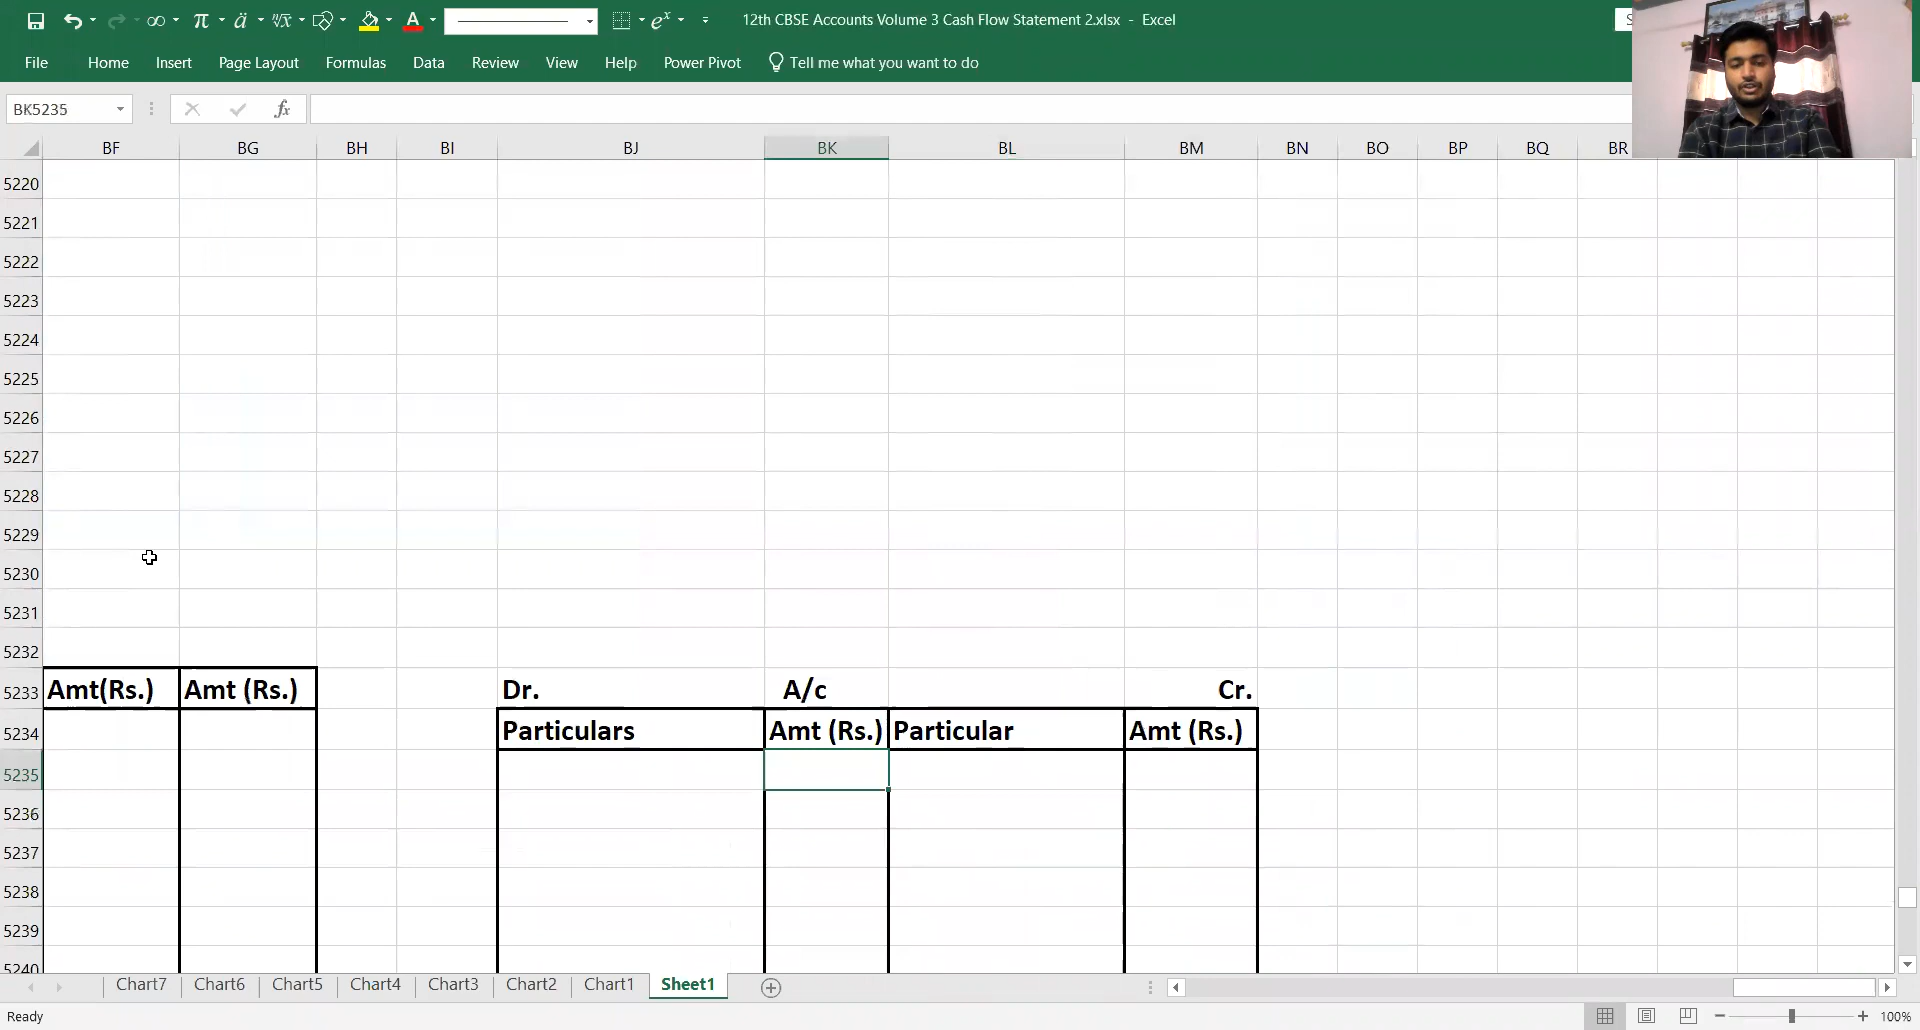 12th CBSE Accounts Volume 3 Cash Flow Statement 2.xlsx - Excel
File Home Insert Page Layout Formulas Data Review View Help Power Pivot Tell me what you want to do
BK5235 fx
BF BG BH BI BJ BK BL BM BN BO BP BQ BR
5220
5221
5222
5223
5224
5225
5226
5227
5228
5229
5230
5231
5232
5233 Amt(Rs.) Amt (Rs.) Dr. A/c Cr.
5234 Particulars Amt (Rs.) Particular Amt (Rs.)
5235
5236
5237
5238
5239
5240
Chart7 Chart6 Chart5 Chart4 Chart3 Chart2 Chart1 Sheet1
Ready 100%